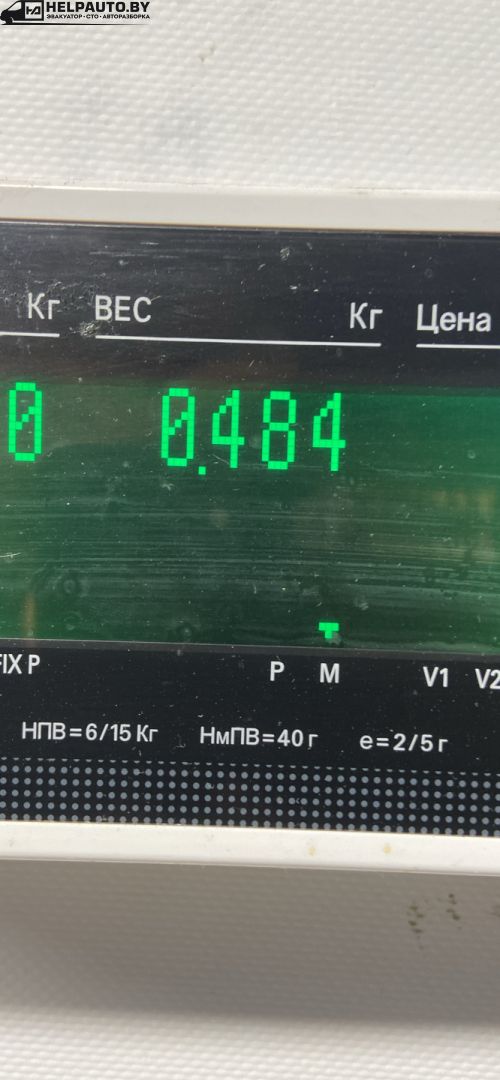 HELPAUTO.BY
ЭВАКУАТОР · СТО · АВТОРАЗБОРКА
Кг ВЕС Кг Цена
0 0.484
FIX P P M V1 V2
НПВ=6/15 Кг НмПВ=40 г e=2/5 г